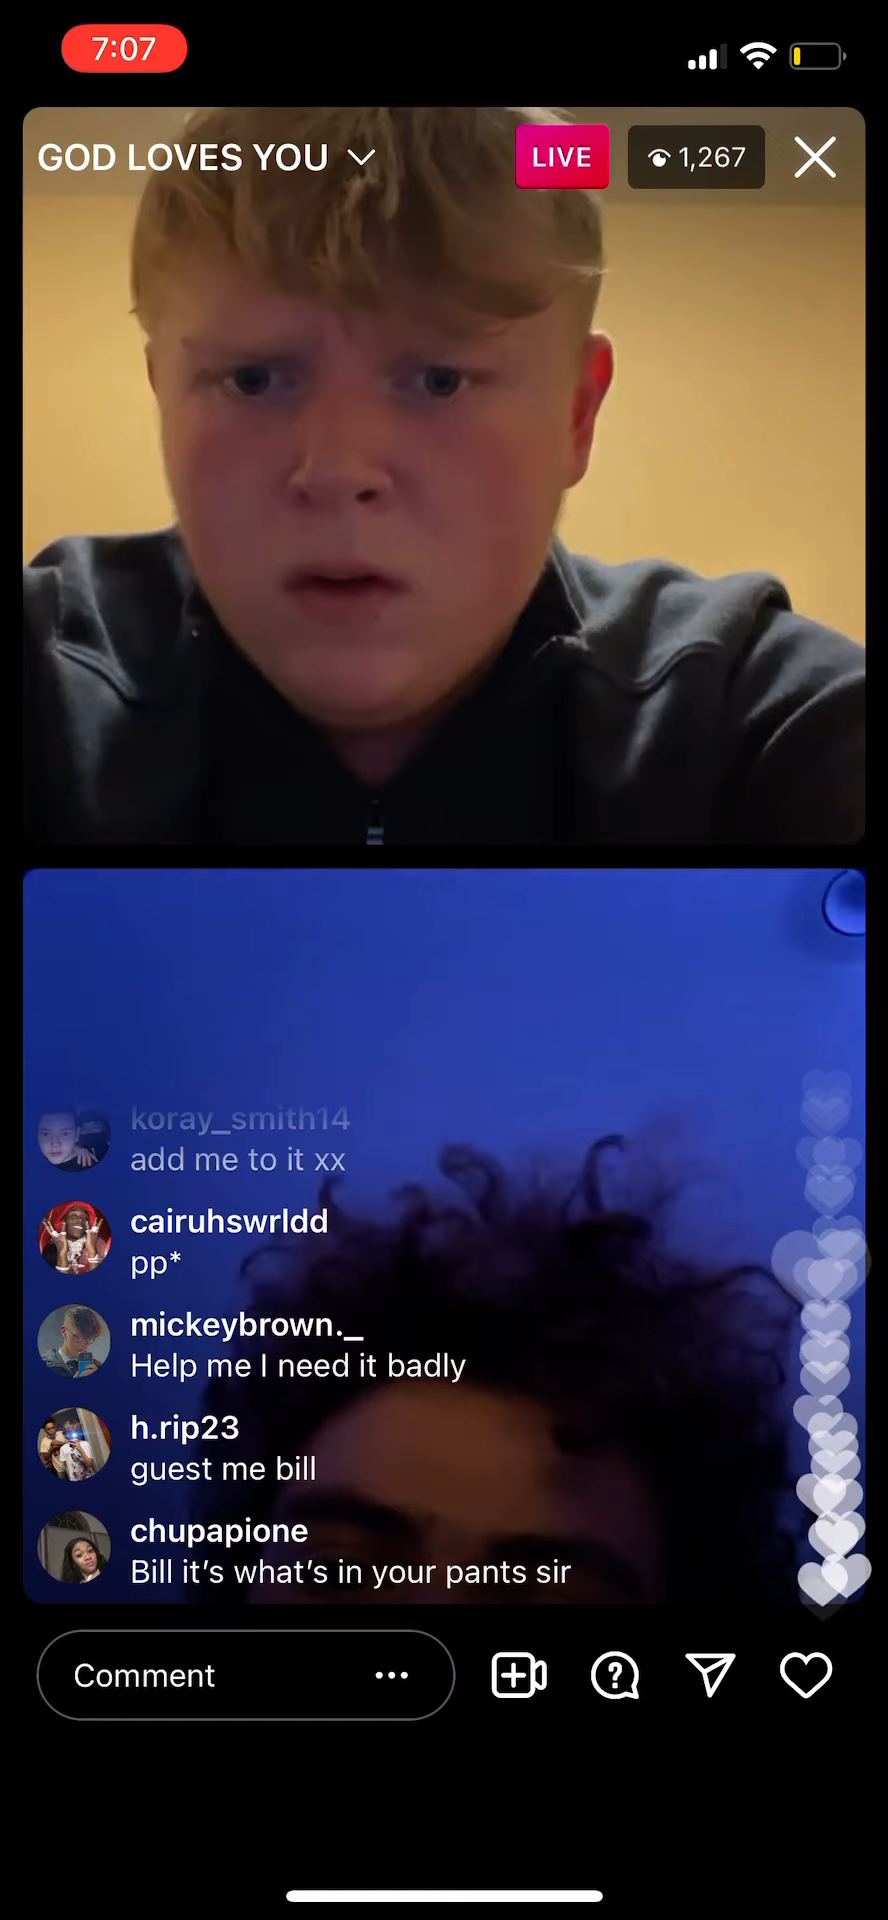 7:07
GOD LOVES YOU
LIVE
1,267
koray_smith14
add me to it xx
cairuhswrldd
pp*
mickeybrown._
Help me I need it badly
h.rip23
guest me bill
chupapione
Bill it’s what’s in your pants sir
Comment